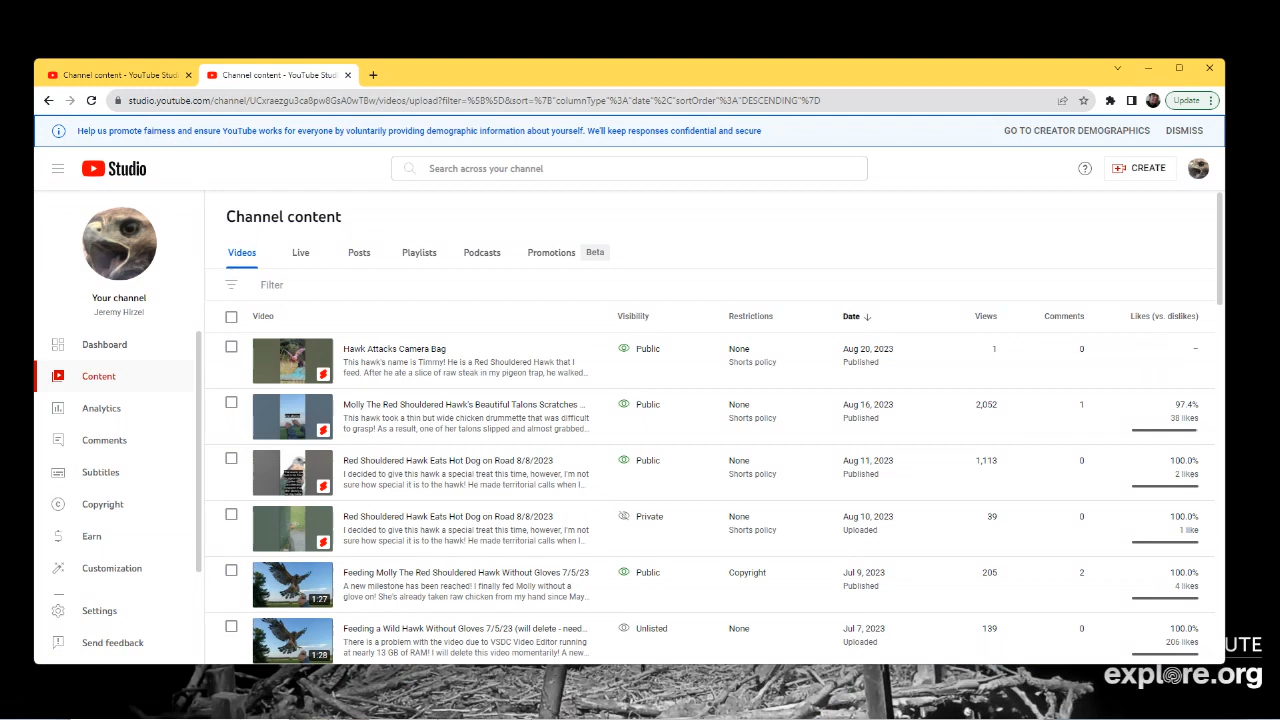 Channel content - YouTube Studi
Channel content - YouTube Studi
studio.youtube.com/channel/UCxraezgu3ca8pw8GsA0wTBw/videos/upload?filter=%5B%5D&sort=%7B"columnType"%3A"date"%2C"sortOrder"%3A"DESCENDING"%7D
Update
Help us promote fairness and ensure YouTube works for everyone by voluntarily providing demographic information about yourself. We'll keep responses confidential and secure
GO TO CREATOR DEMOGRAPHICS
DISMISS
Studio
Search across your channel
CREATE
Your channel
Jeremy Hirzel
Dashboard
Content
Analytics
Comments
Subtitles
Copyright
Earn
Customization
Settings
Send feedback
Channel content
Videos Live Posts Playlists Podcasts Promotions Beta
Filter
Video Visibility Restrictions Date Views Comments Likes (vs. dislikes)
Hawk Attacks Camera Bag Public None Aug 20, 2023 1 0 –
This hawk's name is Timmy! He is a Red Shouldered Hawk that I Shorts policy Published
feed. After he ate a slice of raw steak in my pigeon trap, he walked...
Molly The Red Shouldered Hawk's Beautiful Talons Scratches ... Public None Aug 16, 2023 2,052 1 97.4%
This hawk took a thin but wide chicken drummette that was difficult Shorts policy Published 38 likes
to grasp! As a result, one of her talons slipped and almost grabbed...
Red Shouldered Hawk Eats Hot Dog on Road 8/8/2023 Public None Aug 11, 2023 1,113 0 100.0%
I decided to give this hawk a special treat this time, however, I'm not Shorts policy Published 2 likes
sure how special it is to the hawk! He made territorial calls when I...
Red Shouldered Hawk Eats Hot Dog on Road 8/8/2023 Private None Aug 10, 2023 39 0 100.0%
I decided to give this hawk a special treat this time, however, I'm not Shorts policy Uploaded 1 like
sure how special it is to the hawk! He made territorial calls when I...
Feeding Molly The Red Shouldered Hawk Without Gloves 7/5/23 Public Copyright Jul 9, 2023 205 2 100.0%
A new milestone has been reached! I finally fed Molly without a Published 4 likes
glove on! She's already taken raw chicken from my hand since May...
1:27
Feeding a Wild Hawk Without Gloves 7/5/23 (will delete - need... Unlisted None Jul 7, 2023 139 0 100.0%
There is a problem with the video due to VSDC Video Editor running Uploaded 206 likes
at nearly 13 GB of RAM! I will delete this video momentarily! A new...
1:28
UTE
explore.org